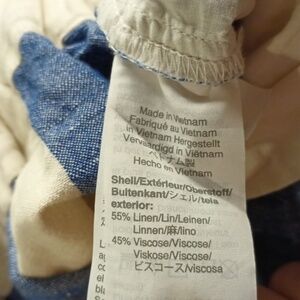 Made in Vietnam
Fabriqué au Vietnam
in Vietnam Hergestellt
Vervaardigd in Viëtnam
ベトナム製
Hecho en Vietnam
Shell/Extérieur/Oberstoff/
Buitenkant/シェル/tela
exterior:
55% Linen/Lin/Leinen/
Linnen/麻/lino
45% Viscose/Viscose/
Viskose/Viscose/
ビスコース/viscosa